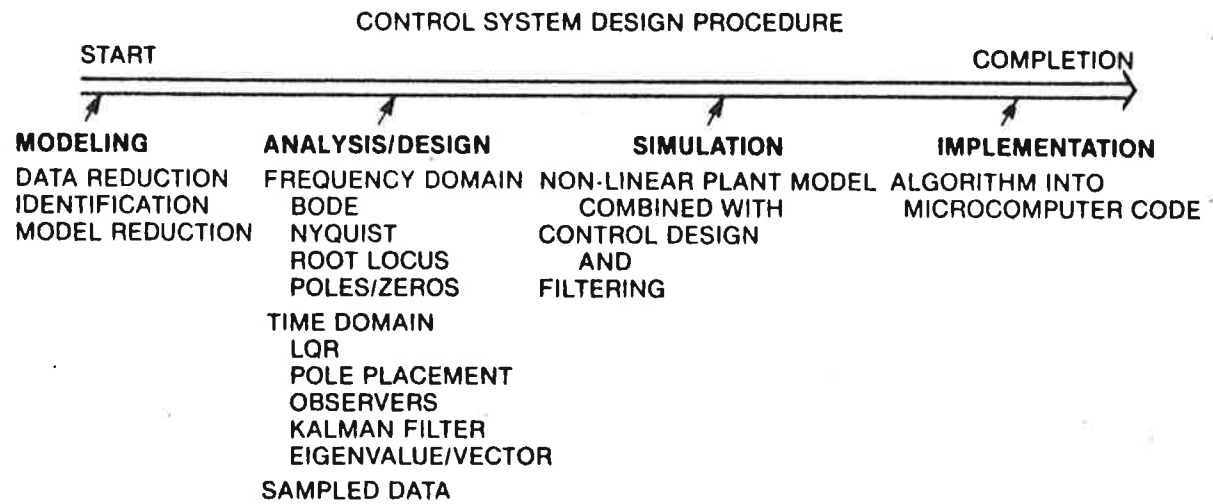 CONTROL SYSTEM DESIGN PROCEDURE
START
COMPLETION
MODELING
DATA REDUCTION
IDENTIFICATION
MODEL REDUCTION
ANALYSIS/DESIGN
FREQUENCY DOMAIN
BODE
NYQUIST
ROOT LOCUS
POLES/ZEROS
TIME DOMAIN
LQR
POLE PLACEMENT
OBSERVERS
KALMAN FILTER
EIGENVALUE/VECTOR
SAMPLED DATA
SIMULATION
NON-LINEAR PLANT MODEL
COMBINED WITH
CONTROL DESIGN
AND
FILTERING
IMPLEMENTATION
ALGORITHM INTO
MICROCOMPUTER CODE